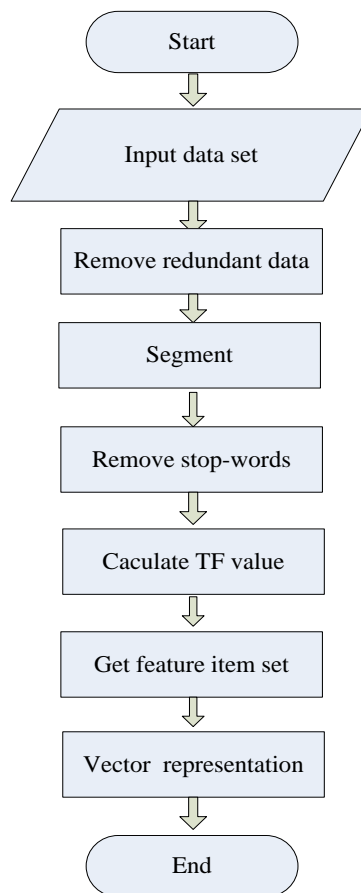 Start
Input data set
Remove redundant data
Segment
Remove stop-words
Caculate TF value
Get feature item set
Vector representation
End